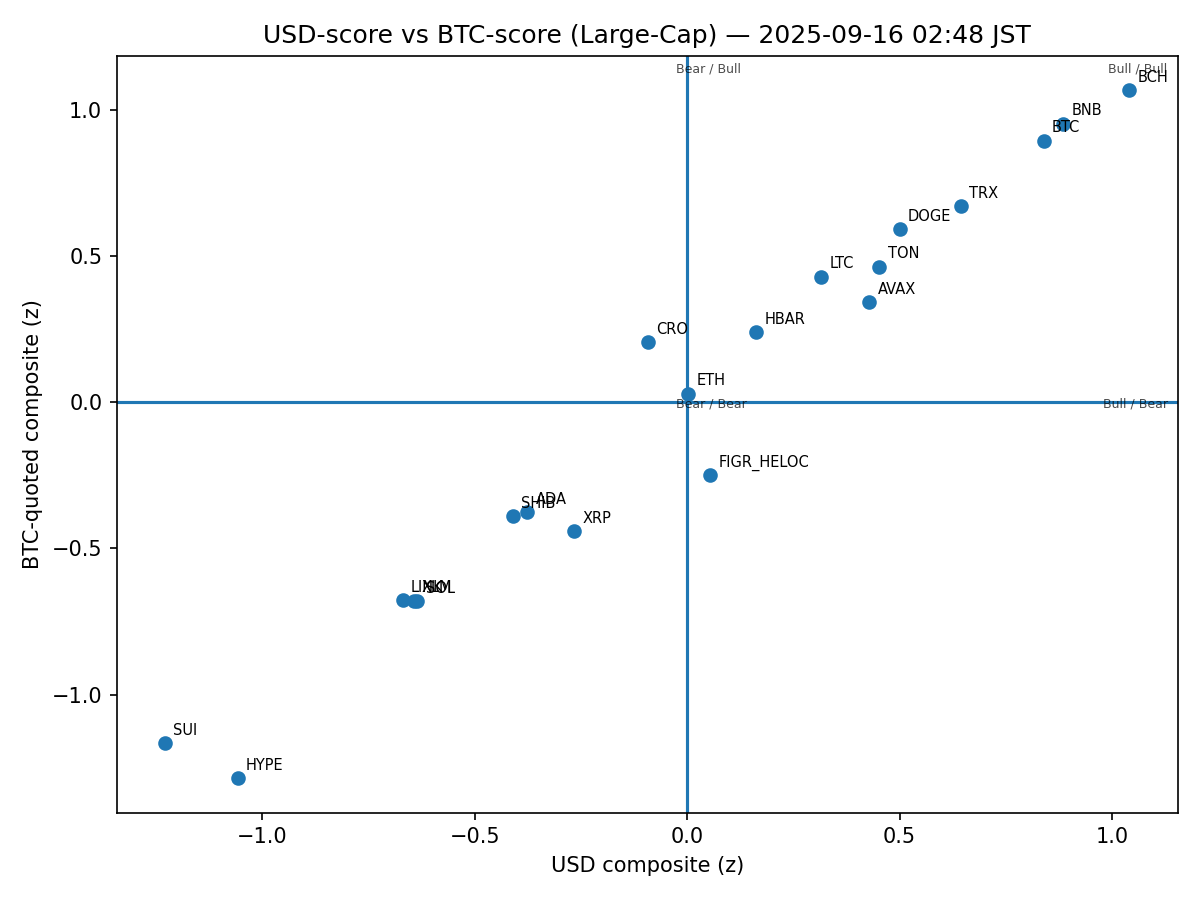 USD-score vs BTC-score (Large-Cap) — 2025-09-16 02:48 JST
Bear / Bull
Bull / Bull
BCH
BNB
BTC
TRX
DOGE
TON
LTC
AVAX
HBAR
CRO
ETH
Bear / Bear
Bull / Bear
FIGR_HELOC
ADA
SHIB
XRP
LINK
XLM
SOL
SUI
HYPE
1.0
0.5
0.0
−0.5
−1.0
BTC-quoted composite (z)
−1.0
−0.5
0.0
0.5
1.0
USD composite (z)